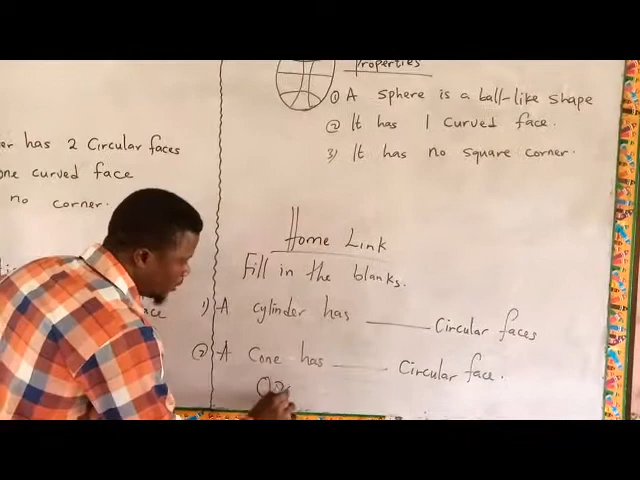 has 2 Circular faces
one curved face
no corner.
Properties
① A sphere is a ball-like shape
② It has 1 curved face.
3) It has no square corner.
Home Link
Fill in the blanks.
1) A cylinder has ______ Circular faces
② A Cone has ______ Circular face.